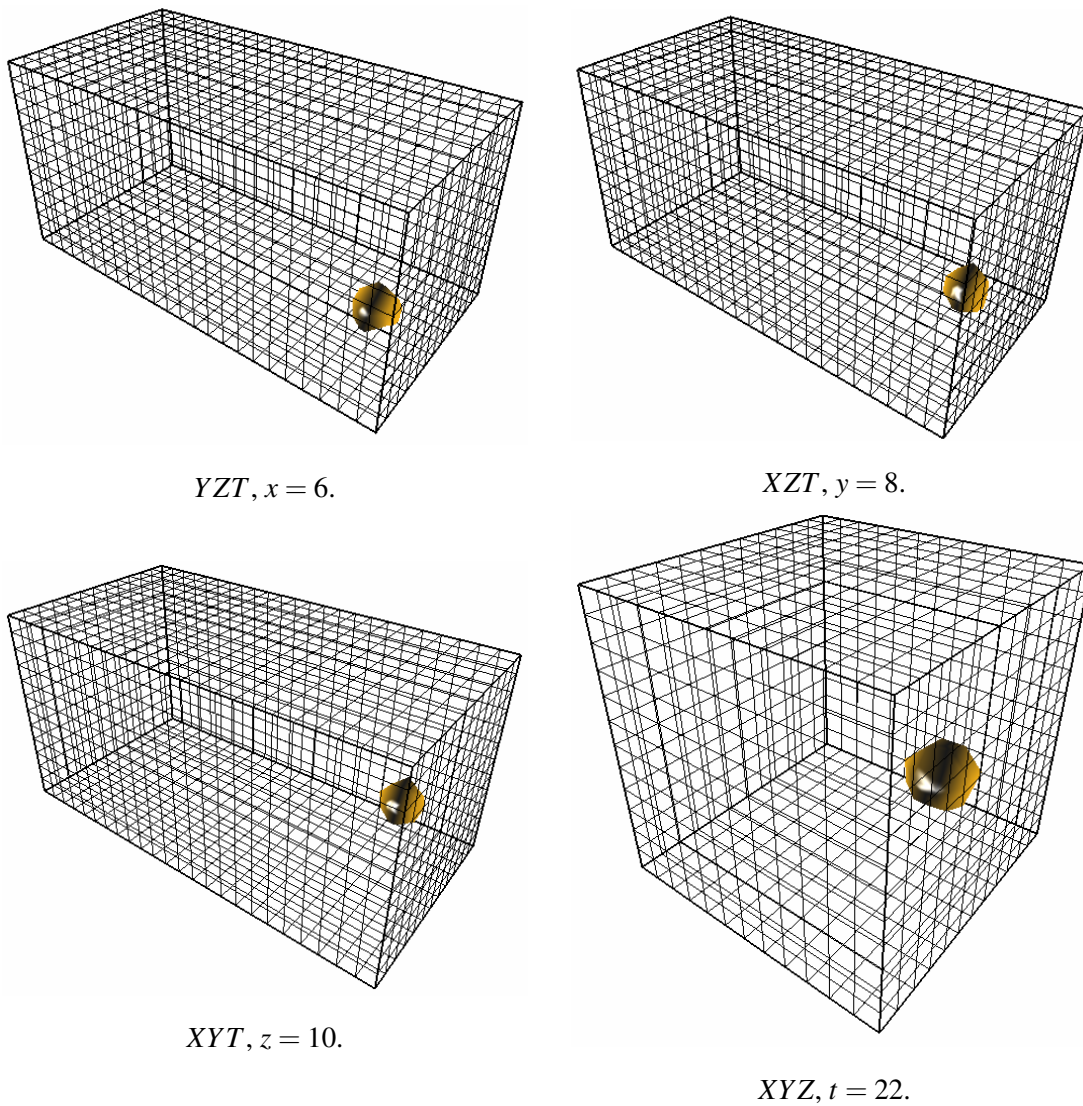 YZT, x = 6.
XZT, y = 8.
XYT, z = 10.
XYZ, t = 22.